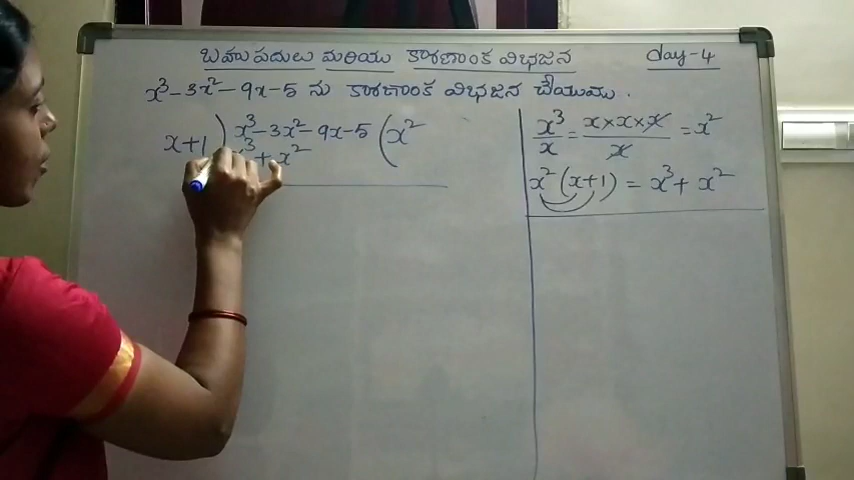 బహుపదులు మరియు కారణాంక విభజన day-4
x³-3x²-9x-5 ను కారణాంక విభజన చేయుము.
x+1) x³-3x²-9x-5 (x²
x³+x²
x³/x = x×x×x/x = x²
x²(x+1) = x³+x²